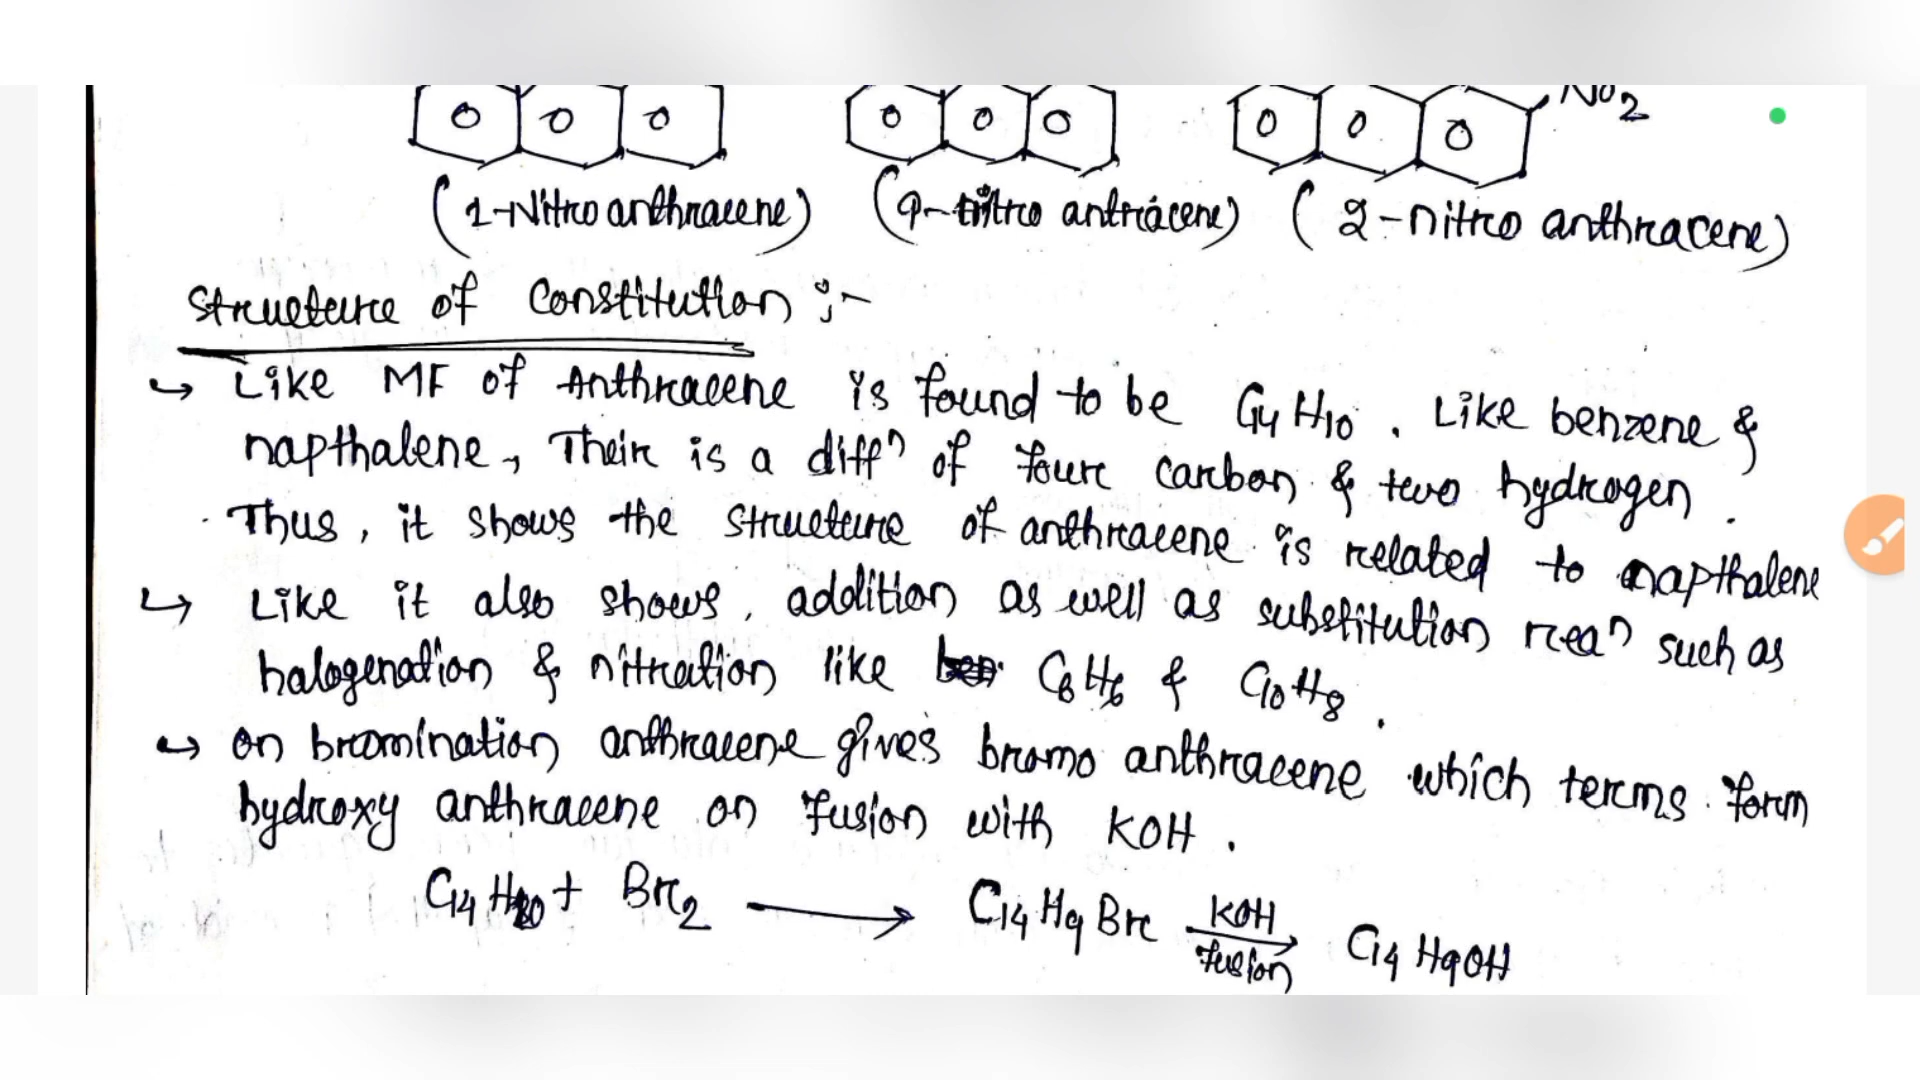 NO2
(1-Nitro anthracene) (9-nitro antracene) (2-nitro anthracene)
Structure of Constitution :-
↳ Like MF of Anthracene is found to be C14H10. Like benzene &
napthalene, Their is a diffn of four carbon & two hydrogen.
Thus, it shows the structure of anthracene is related to napthalene
↳ Like it also shows, addition as well as substitution rean such as
halogenation & nitration like C6H6 & C10H8.
↳ on bromination anthracene gives bromo anthracene which terms form
hydroxy anthracene on fusion with KOH.
C14H10 + Br2 → C14H9Br KOH fusion → C14H9OH